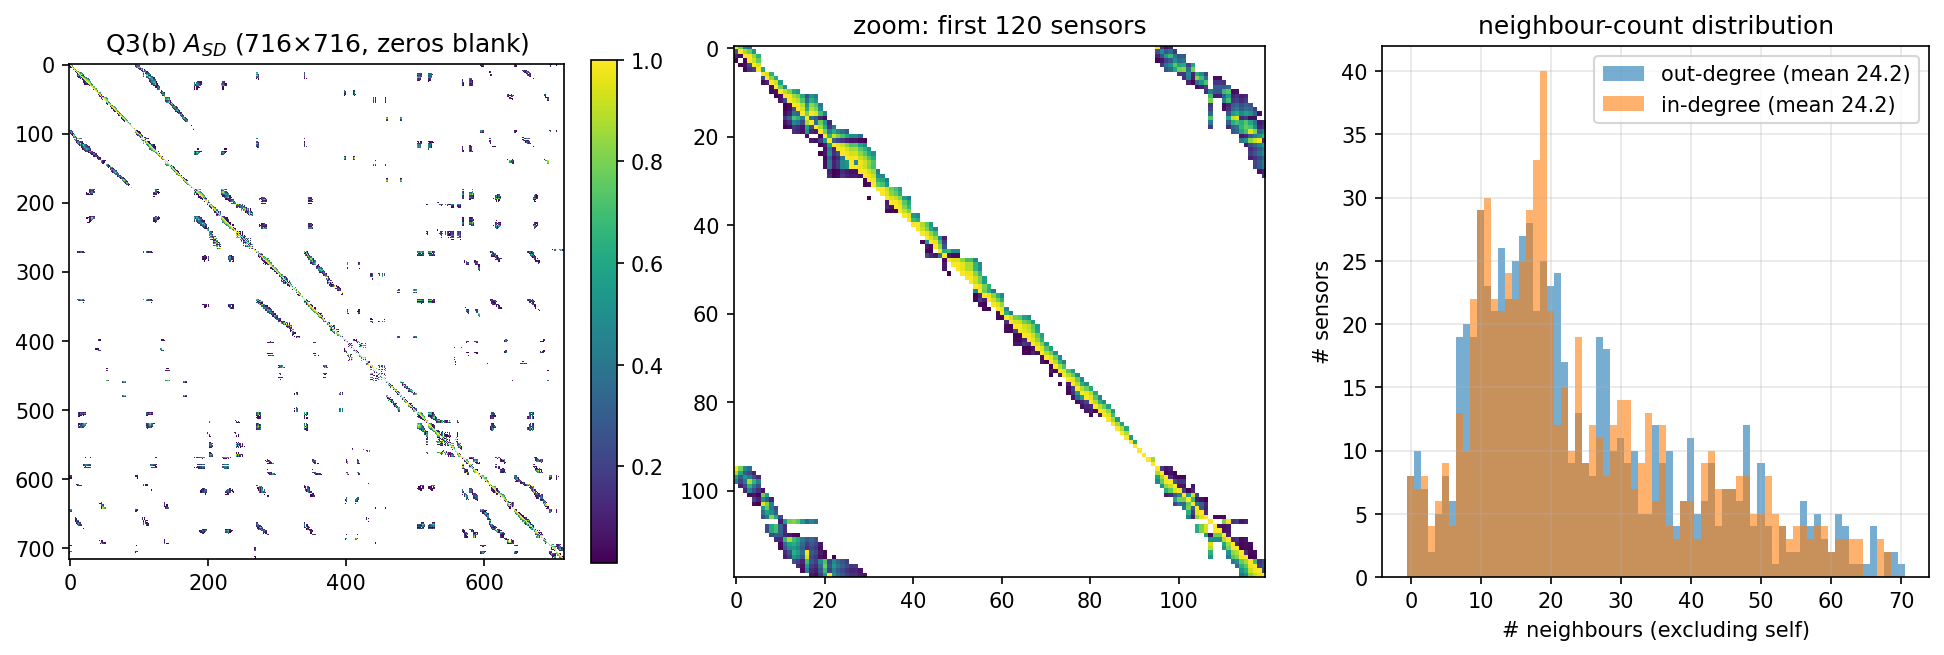 Q3(b) A_SD (716×716, zeros blank)
0
100
200
300
400
500
600
700
0 200 400 600
1.0
0.8
0.6
0.4
0.2
zoom: first 120 sensors
0
20
40
60
80
100
0 20 40 60 80 100
neighbour-count distribution
out-degree (mean 24.2)
in-degree (mean 24.2)
# sensors
40
35
30
25
20
15
10
5
0
0 10 20 30 40 50 60 70
# neighbours (excluding self)